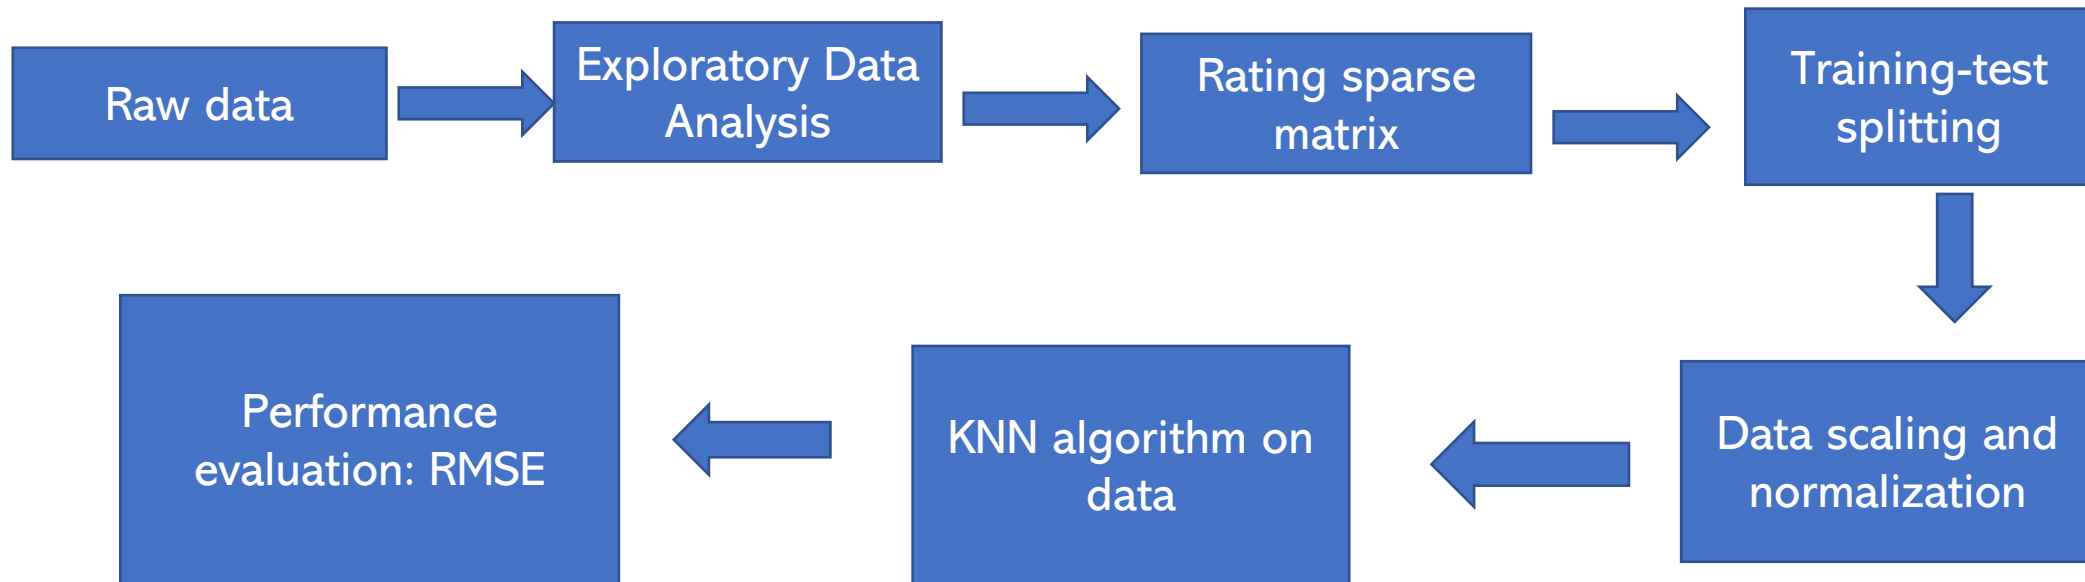 Raw data
Exploratory Data
Analysis
Rating sparse
matrix
Training-test
splitting
Data scaling and
normalization
KNN algorithm on
data
Performance
evaluation: RMSE